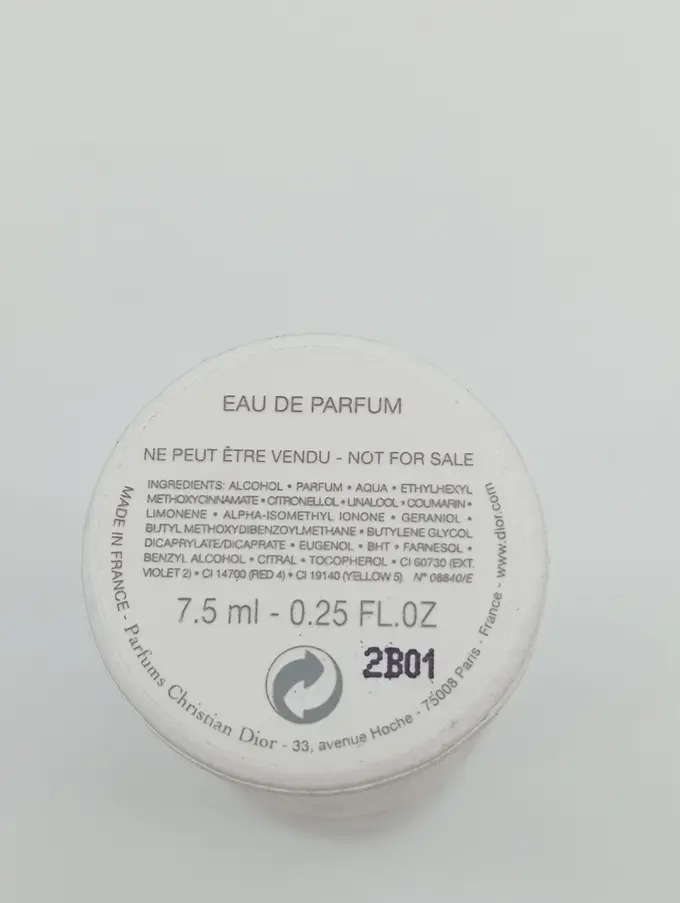 EAU DE PARFUM
NE PEUT ÊTRE VENDU - NOT FOR SALE
INGREDIENTS: ALCOHOL • PARFUM • AQUA • ETHYLHEXYL
METHOXYCINNAMATE • CITRONELLOL • LINALOOL • COUMARIN •
LIMONENE • ALPHA-ISOMETHYL IONONE • GERANIOL •
BUTYL METHOXYDIBENZOYLMETHANE • BUTYLENE GLYCOL
DICAPRYLATE/DICAPRATE • EUGENOL • BHT • FARNESOL •
BENZYL ALCOHOL • CITRAL • TOCOPHEROL • CI 60730 (EXT.
VIOLET 2) • CI 14700 (RED 4) • CI 19140 (YELLOW 5) N° 08840/E
7.5 ml - 0.25 FL.OZ
2B01
MADE IN FRANCE - Parfums Christian Dior - 33, avenue Hoche - 75008 Paris - France - www.dior.com